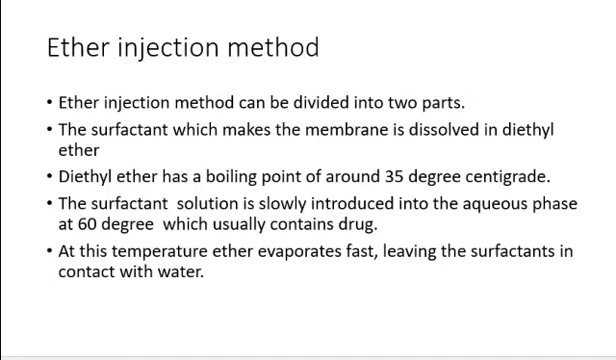 Ether injection method
• Ether injection method can be divided into two parts.
• The surfactant which makes the membrane is dissolved in diethyl
ether
• Diethyl ether has a boiling point of around 35 degree centigrade.
• The surfactant  solution is slowly introduced into the aqueous phase
at 60 degree  which usually contains drug.
• At this temperature ether evaporates fast, leaving the surfactants in
contact with water.